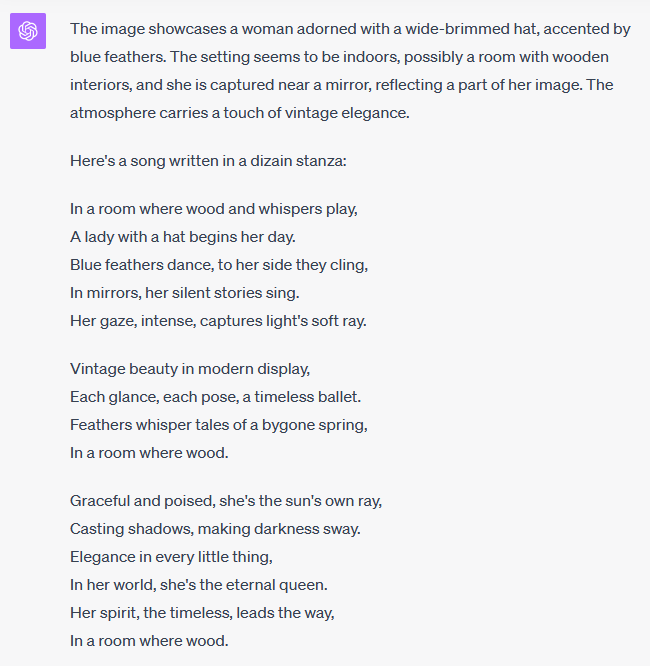 The image showcases a woman adorned with a wide-brimmed hat, accented by
blue feathers. The setting seems to be indoors, possibly a room with wooden
interiors, and she is captured near a mirror, reflecting a part of her image. The
atmosphere carries a touch of vintage elegance.
Here's a song written in a dizain stanza:
In a room where wood and whispers play,
A lady with a hat begins her day.
Blue feathers dance, to her side they cling,
In mirrors, her silent stories sing.
Her gaze, intense, captures light's soft ray.
Vintage beauty in modern display,
Each glance, each pose, a timeless ballet.
Feathers whisper tales of a bygone spring,
In a room where wood.
Graceful and poised, she's the sun's own ray,
Casting shadows, making darkness sway.
Elegance in every little thing,
In her world, she's the eternal queen.
Her spirit, the timeless, leads the way,
In a room where wood.